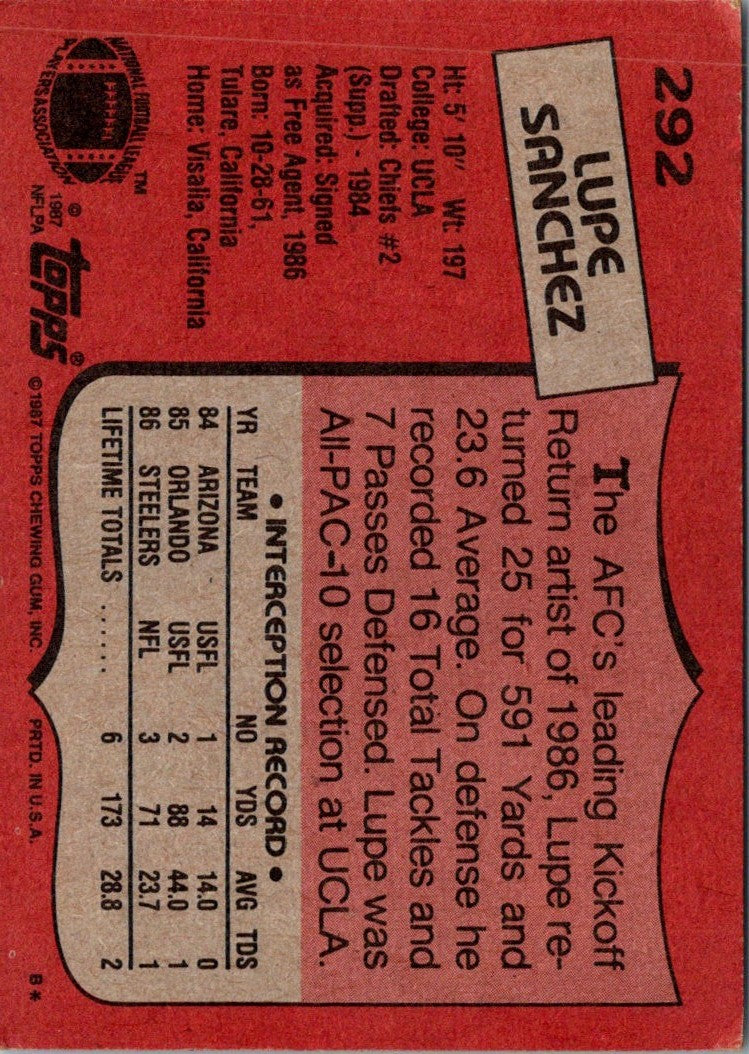 292
LUPE
SANCHEZ
Ht: 5' 10" Wt: 197
College: UCLA
Drafted: Chiefs #2
(Supp.) - 1984
Acquired: Signed
as Free Agent, 1986
Born: 10-28-61,
Tulare, California
Home: Visalia, California
NATIONAL FOOTBALL LEAGUE
PLAYERS ASSOCIATION
TM
© 1987
NFLPA
topps®
The AFC's leading Kickoff
Return artist of 1986, Lupe re-
turned 25 for 591 Yards and
23.6 Average. On defense he
recorded 16 Total Tackles and
7 Passes Defensed. Lupe was
All-PAC-10 selection at UCLA.
• INTERCEPTION RECORD •
YR TEAM NO YDS AVG TDS
84 ARIZONA USFL 1 14 14.0 0
85 ORLANDO USFL 2 88 44.0 1
86 STEELERS NFL 3 71 23.7 1
LIFETIME TOTALS ...... 6 173 28.8 2
©1987 TOPPS CHEWING GUM, INC. PRTD. IN U.S.A. B*